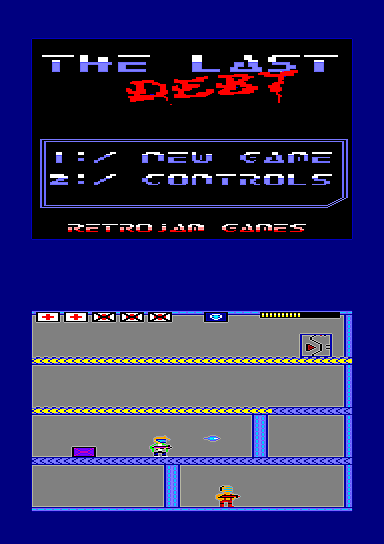 THE LAST
DEBT
1:/ NEW GAME
2:/ CONTROLS
RETROJAM GAMES